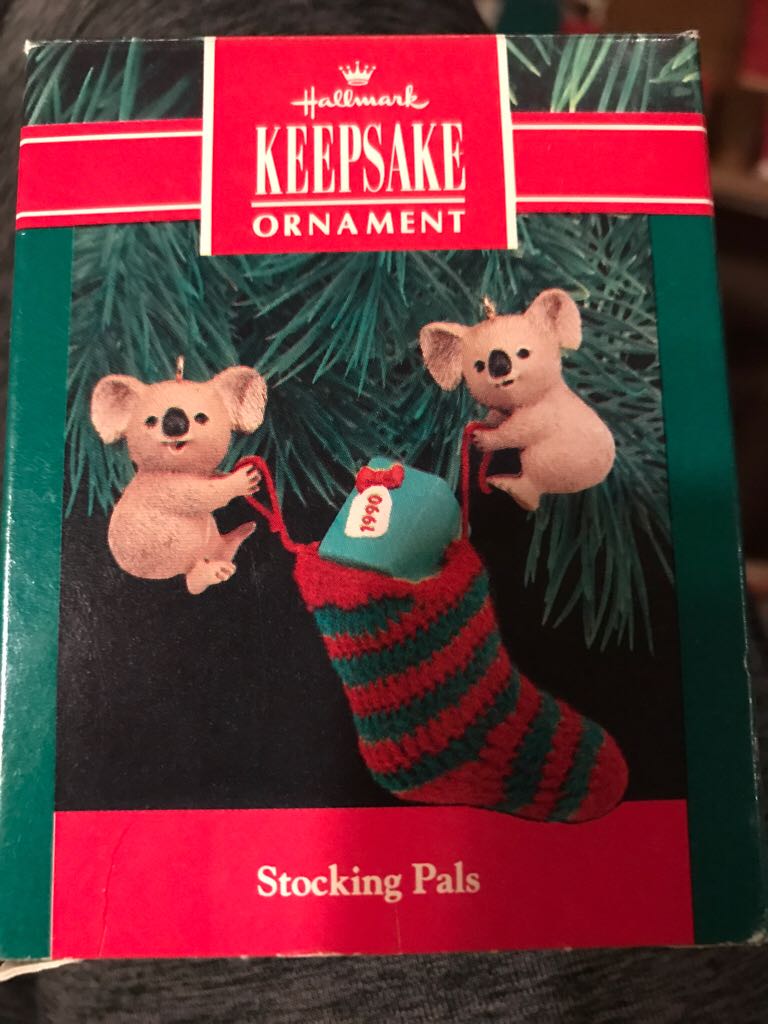 Hallmark
KEEPSAKE
ORNAMENT
1990
Stocking Pals